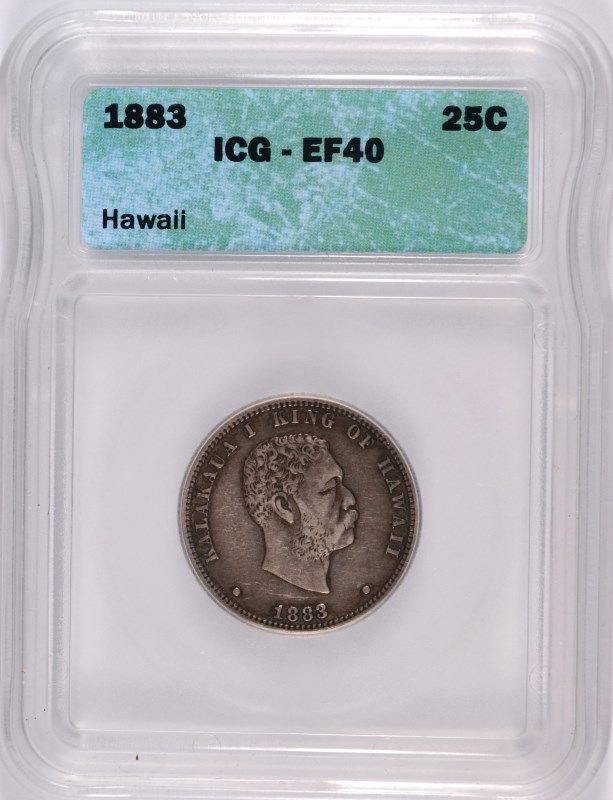 1883 25C
ICG - EF40
Hawaii
KALAKAUA I KING OF HAWAII
1883